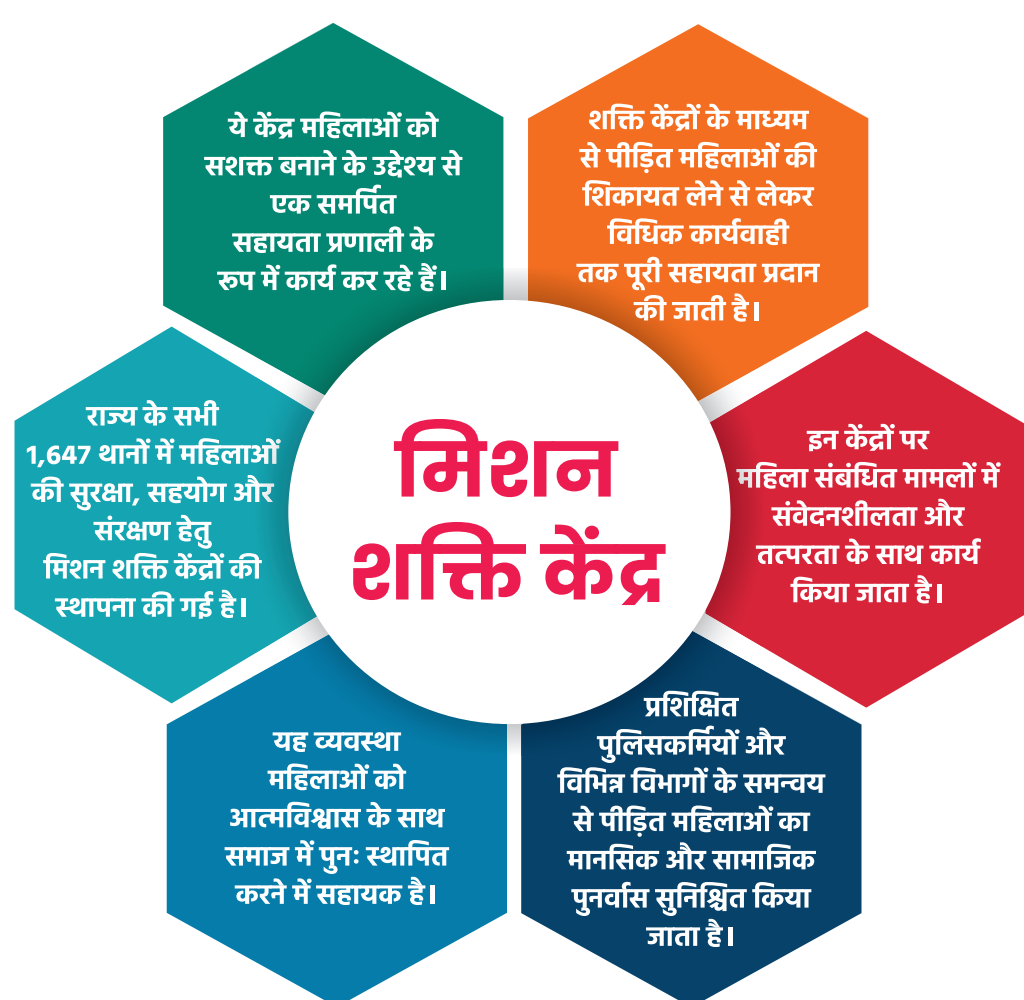 ये केंद्र महिलाओं को
सशक्त बनाने के उद्देश्य से
एक समर्पित
सहायता प्रणाली के
रूप में कार्य कर रहे हैं।
शक्ति केंद्रों के माध्यम
से पीड़ित महिलाओं की
शिकायत लेने से लेकर
विधिक कार्यवाही
तक पूरी सहायता प्रदान
की जाती है।
राज्य के सभी
1,647 थानों में महिलाओं
की सुरक्षा, सहयोग और
संरक्षण हेतु
मिशन शक्ति केंद्रों की
स्थापना की गई है।
मिशन
शक्ति केंद्र
इन केंद्रों पर
महिला संबंधित मामलों में
संवेदनशीलता और
तत्परता के साथ कार्य
किया जाता है।
यह व्यवस्था
महिलाओं को
आत्मविश्वास के साथ
समाज में पुनः स्थापित
करने में सहायक है।
प्रशिक्षित
पुलिसकर्मियों और
विभिन्न विभागों के समन्वय
से पीड़ित महिलाओं का
मानसिक और सामाजिक
पुनर्वास सुनिश्चित किया
जाता है।